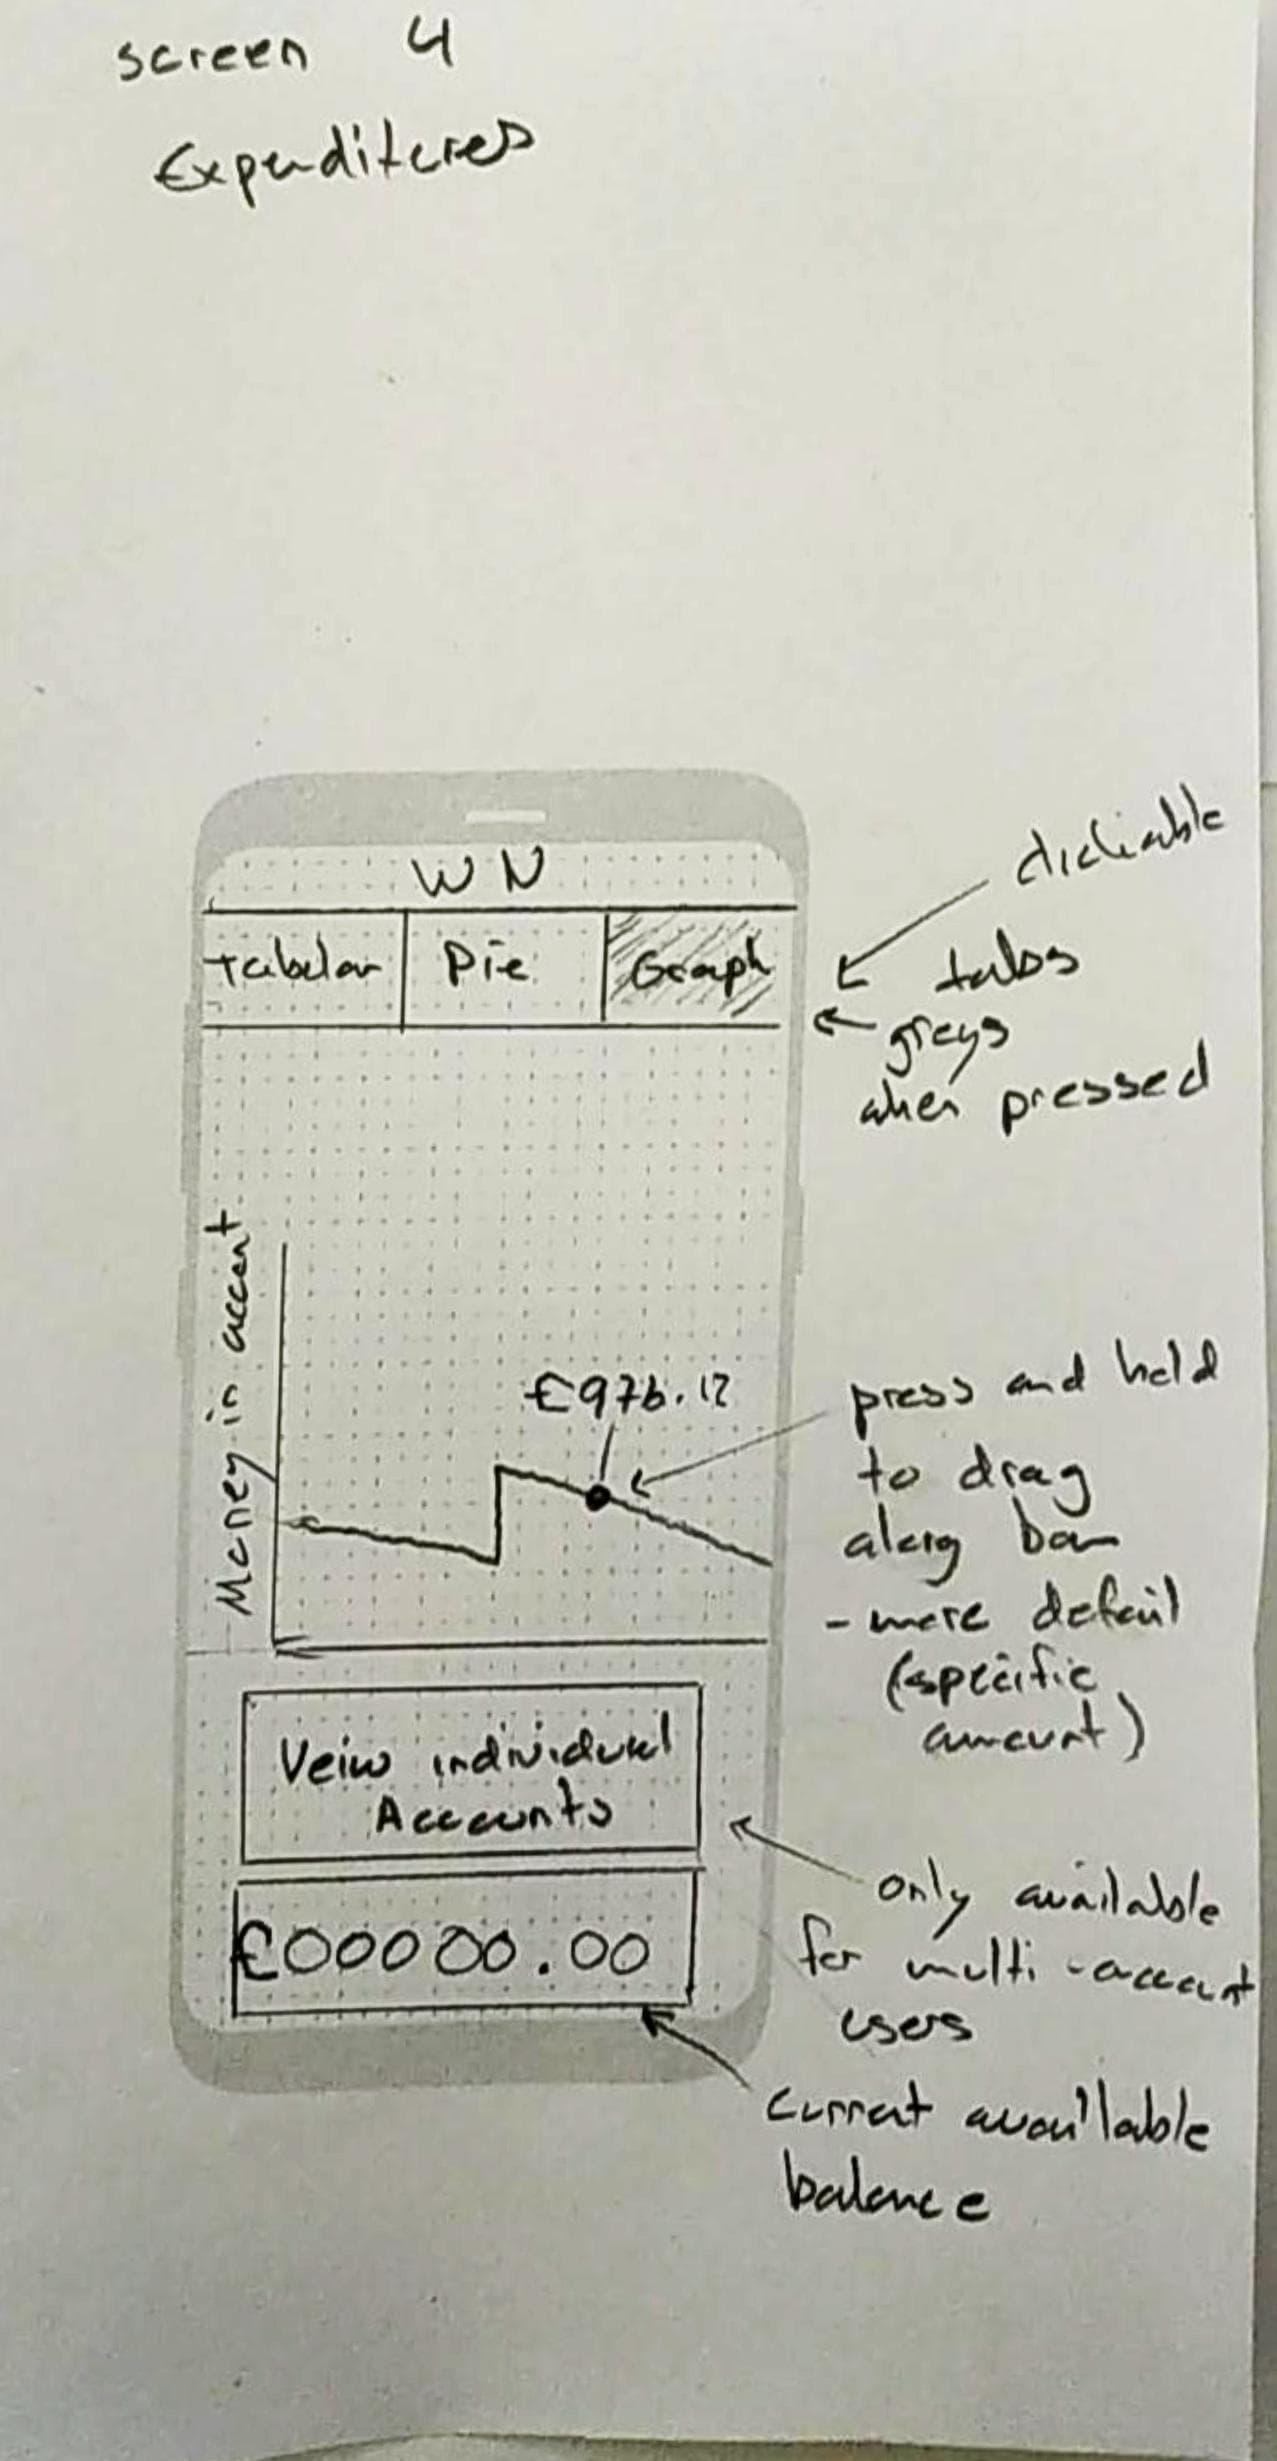 screen 4
Expenditures
WN
Tabular
Pie
Graph
clickable
tabs
greys
when pressed
Money in account
€976.12
press and hold
to drag
along bar
- more detail
(specific
amount)
Veiw individual
Accounts
only available
for multi-account
users
€00000.00
current availlable
balance